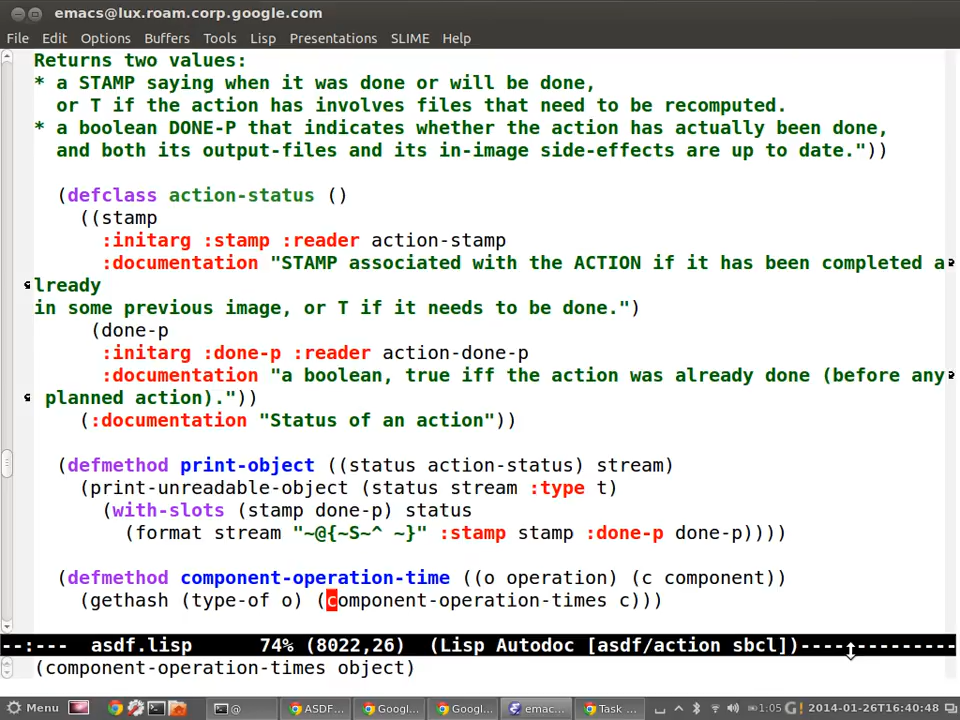 emacs@lux.roam.corp.google.com
File Edit Options Buffers Tools Lisp Presentations SLIME Help
Returns two values:
* a STAMP saying when it was done or will be done,
or T if the action has involves files that need to be recomputed.
* a boolean DONE-P that indicates whether the action has actually been done,
and both its output-files and its in-image side-effects are up to date."))
(defclass action-status ()
((stamp
:initarg :stamp :reader action-stamp
:documentation "STAMP associated with the ACTION if it has been completed a
lready
in some previous image, or T if it needs to be done.")
(done-p
:initarg :done-p :reader action-done-p
:documentation "a boolean, true iff the action was already done (before any
planned action)."))
(:documentation "Status of an action"))
(defmethod print-object ((status action-status) stream)
(print-unreadable-object (status stream :type t)
(with-slots (stamp done-p) status
(format stream "~@{~S~^ ~}" :stamp stamp :done-p done-p))))
(defmethod component-operation-time ((o operation) (c component))
(gethash (type-of o) (component-operation-times c)))
--:--- asdf.lisp 74% (8022,26) (Lisp Autodoc [asdf/action sbcl])-------------
(component-operation-times object)
Menu @ ASDF... Googl... Googl... emac... Task ... 1:05 2014-01-26T16:40:48